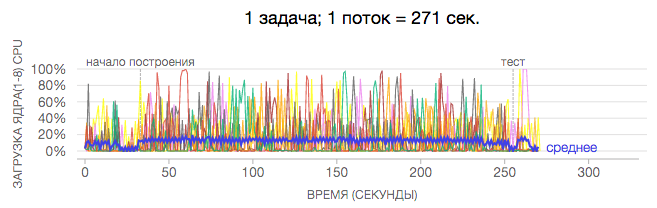 1 задача; 1 поток = 271 сек.
начало построения
тест
ЗАГРУЗКА ЯДРА(1-8) CPU
100%
80%
60%
40%
20%
0%
среднее
0 50 100 150 200 250 300
ВРЕМЯ (СЕКУНДЫ)